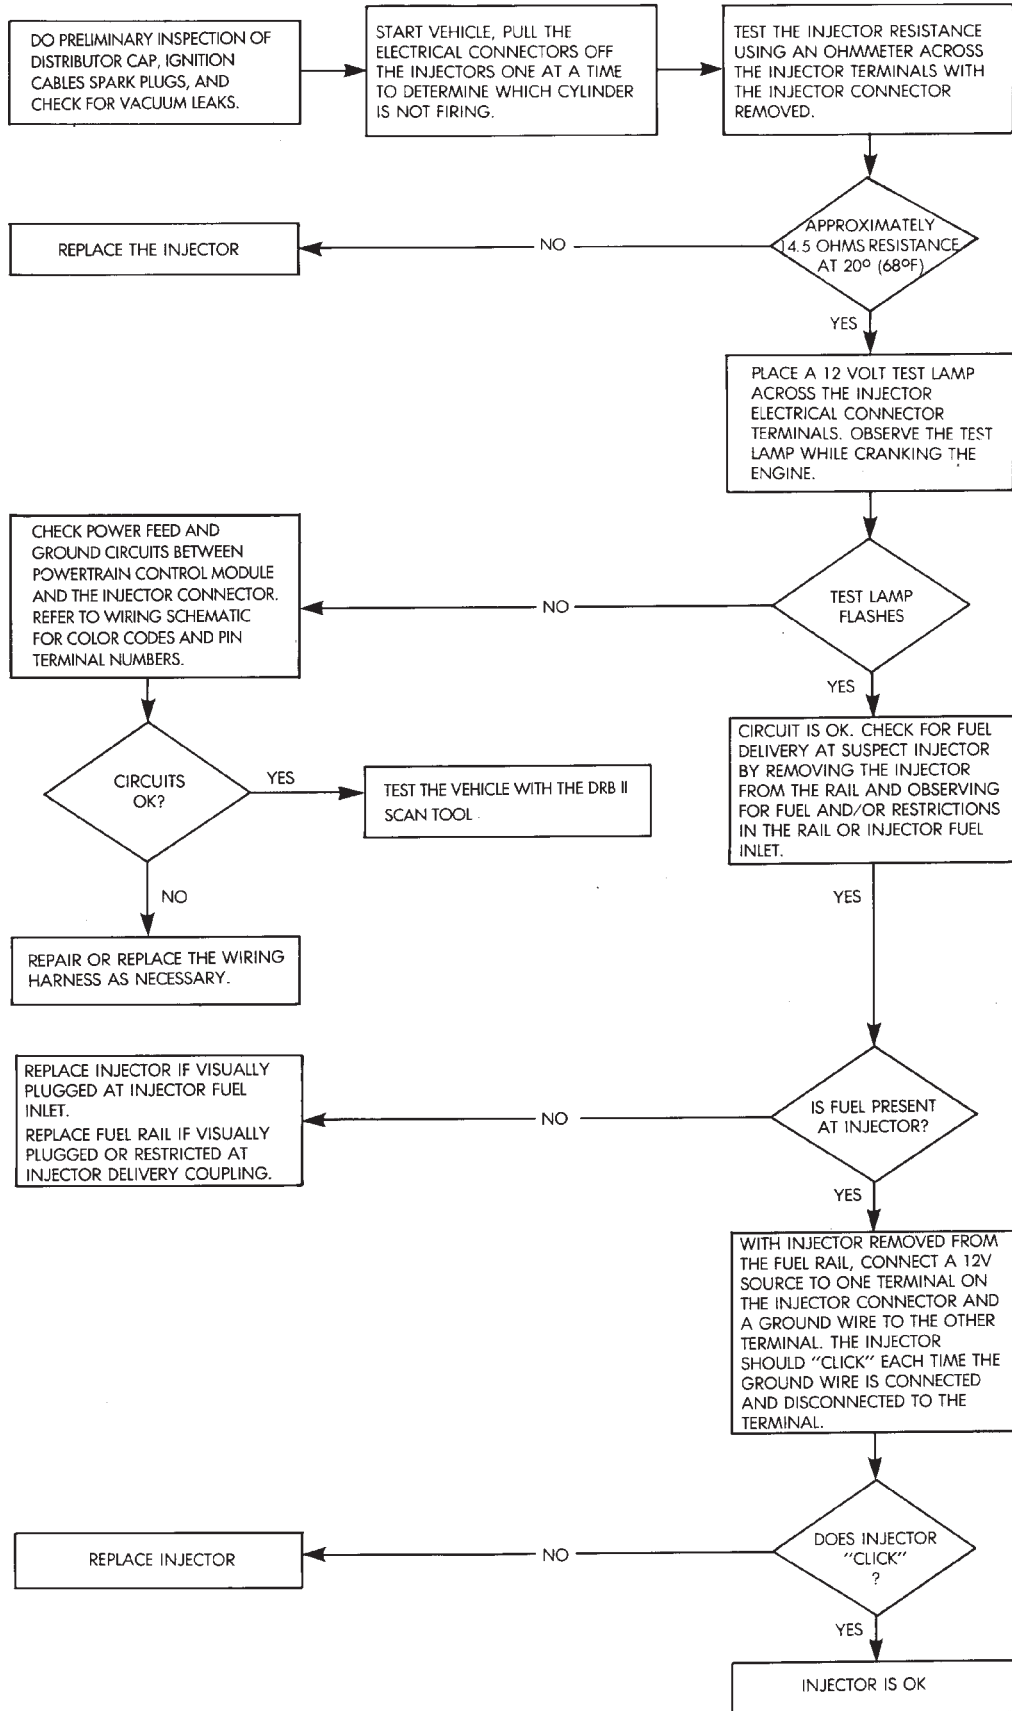 DO PRELIMINARY INSPECTION OF
DISTRIBUTOR CAP, IGNITION
CABLES SPARK PLUGS, AND
CHECK FOR VACUUM LEAKS.
START VEHICLE, PULL THE
ELECTRICAL CONNECTORS OFF
THE INJECTORS ONE AT A TIME
TO DETERMINE WHICH CYLINDER
IS NOT FIRING.
TEST THE INJECTOR RESISTANCE
USING AN OHMMETER ACROSS
THE INJECTOR TERMINALS WITH
THE INJECTOR CONNECTOR
REMOVED.
APPROXIMATELY
14.5 OHMS RESISTANCE
AT 20° (68°F)
NO
REPLACE THE INJECTOR
YES
PLACE A 12 VOLT TEST LAMP
ACROSS THE INJECTOR
ELECTRICAL CONNECTOR
TERMINALS. OBSERVE THE TEST
LAMP WHILE CRANKING THE
ENGINE.
TEST LAMP
FLASHES
NO
CHECK POWER FEED AND
GROUND CIRCUITS BETWEEN
POWERTRAIN CONTROL MODULE
AND THE INJECTOR CONNECTOR.
REFER TO WIRING SCHEMATIC
FOR COLOR CODES AND PIN
TERMINAL NUMBERS.
CIRCUITS
OK?
YES
TEST THE VEHICLE WITH THE DRB II
SCAN TOOL
NO
REPAIR OR REPLACE THE WIRING
HARNESS AS NECESSARY.
YES
CIRCUIT IS OK. CHECK FOR FUEL
DELIVERY AT SUSPECT INJECTOR
BY REMOVING THE INJECTOR
FROM THE RAIL AND OBSERVING
FOR FUEL AND/OR RESTRICTIONS
IN THE RAIL OR INJECTOR FUEL
INLET.
YES
IS FUEL PRESENT
AT INJECTOR?
NO
REPLACE INJECTOR IF VISUALLY
PLUGGED AT INJECTOR FUEL
INLET.
REPLACE FUEL RAIL IF VISUALLY
PLUGGED OR RESTRICTED AT
INJECTOR DELIVERY COUPLING.
YES
WITH INJECTOR REMOVED FROM
THE FUEL RAIL, CONNECT A 12V
SOURCE TO ONE TERMINAL ON
THE INJECTOR CONNECTOR AND
A GROUND WIRE TO THE OTHER
TERMINAL. THE INJECTOR
SHOULD "CLICK" EACH TIME THE
GROUND WIRE IS CONNECTED
AND DISCONNECTED TO THE
TERMINAL.
DOES INJECTOR
"CLICK"
?
NO
REPLACE INJECTOR
YES
INJECTOR IS OK